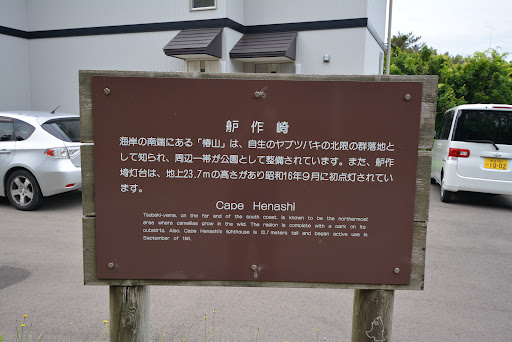 舮作崎
海岸の南端にある「椿山」は、自生のヤブツバキの北限の群落地と
して知られ、周辺一帯が公園として整備されています。また、舮作
埼灯台は、地上23.7mの高さがあり昭和16年9月に初点灯されていま
す。
Cape Henashi
Tsubaki-yama, on the far end of the south coast, is known to be the northermost
area where camellias grow in the wild. The region is complete with a park on its
outskirts. Also, Cape Henashi's lighthouse is 23.7 meters tall and began active use in
September of 1941.
10-02